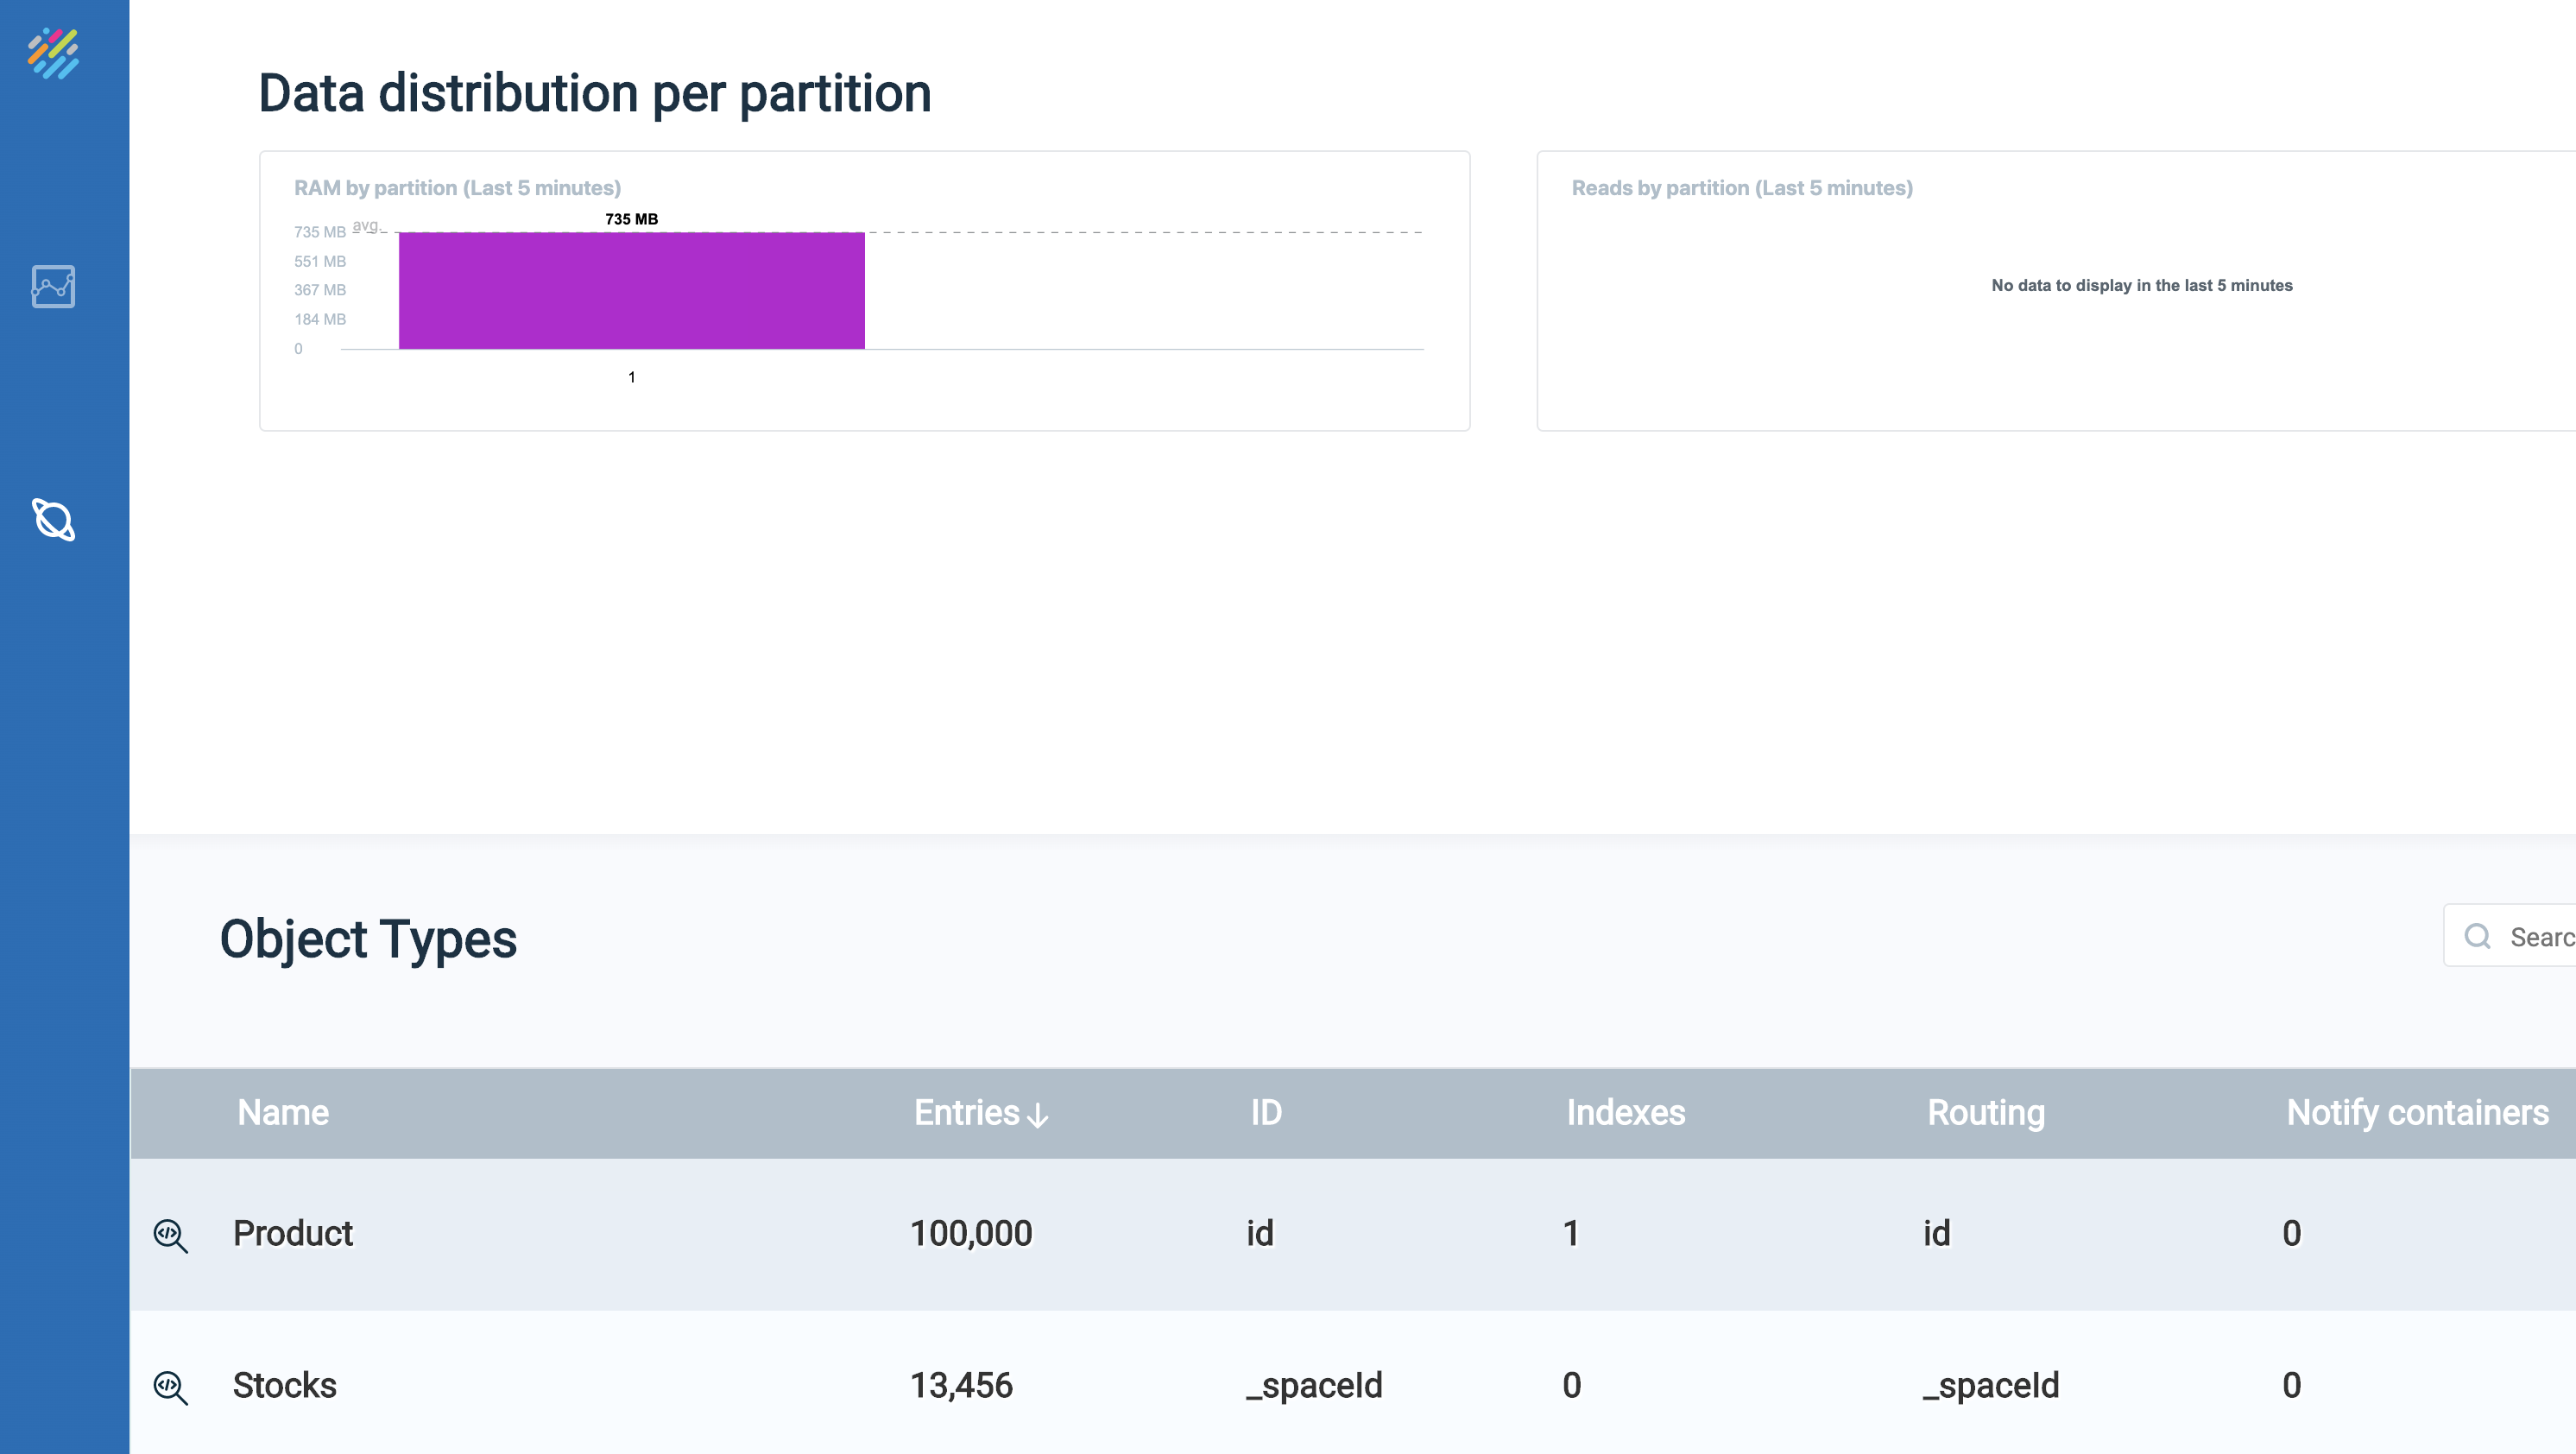 Data distribution per partition
RAM by partition (Last 5 minutes)
735 MB
735 MB avg.
551 MB
367 MB
184 MB
0
1
Reads by partition (Last 5 minutes)
No data to display in the last 5 minutes
Object Types
Searc
Name Entries ID Indexes Routing Notify containers
Product 100,000 id 1 id 0
Stocks 13,456 _spaceId 0 _spaceId 0